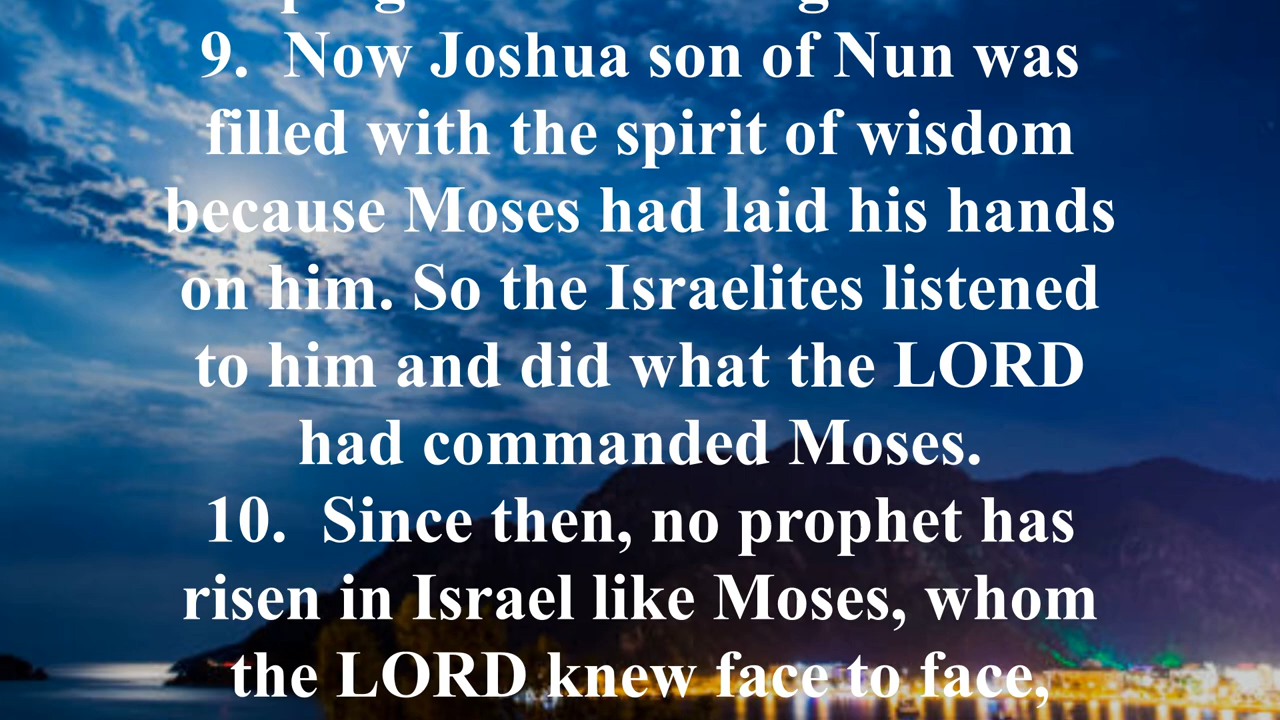 9.  Now Joshua son of Nun was
filled with the spirit of wisdom
because Moses had laid his hands
on him. So the Israelites listened
to him and did what the LORD
had commanded Moses.
10.  Since then, no prophet has
risen in Israel like Moses, whom
the LORD knew face to face,